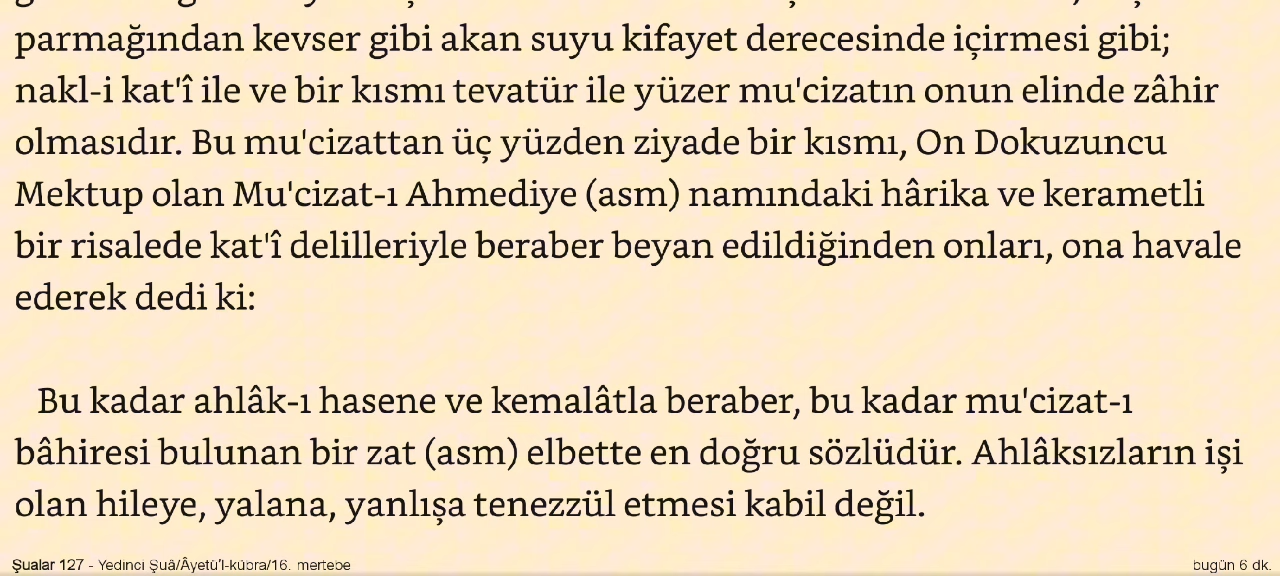 parmağından kevser gibi akan suyu kifayet derecesinde içirmesi gibi;
nakl-i kat'î ile ve bir kısmı tevatür ile yüzer mu'cizatın onun elinde zâhir
olmasıdır. Bu mu'cizattan üç yüzden ziyade bir kısmı, On Dokuzuncu
Mektup olan Mu'cizat-ı Ahmediye (asm) namındaki hârika ve kerametli
bir risalede kat'î delilleriyle beraber beyan edildiğinden onları, ona havale
ederek dedi ki:
Bu kadar ahlâk-ı hasene ve kemalâtla beraber, bu kadar mu'cizat-ı
bâhiresi bulunan bir zat (asm) elbette en doğru sözlüdür. Ahlâksızların işi
olan hileye, yalana, yanlışa tenezzül etmesi kabil değil.
Şualar 127 - Yedinci Şuâ/Âyetü'l-kübra/16. mertebe
bugün 6 dk.